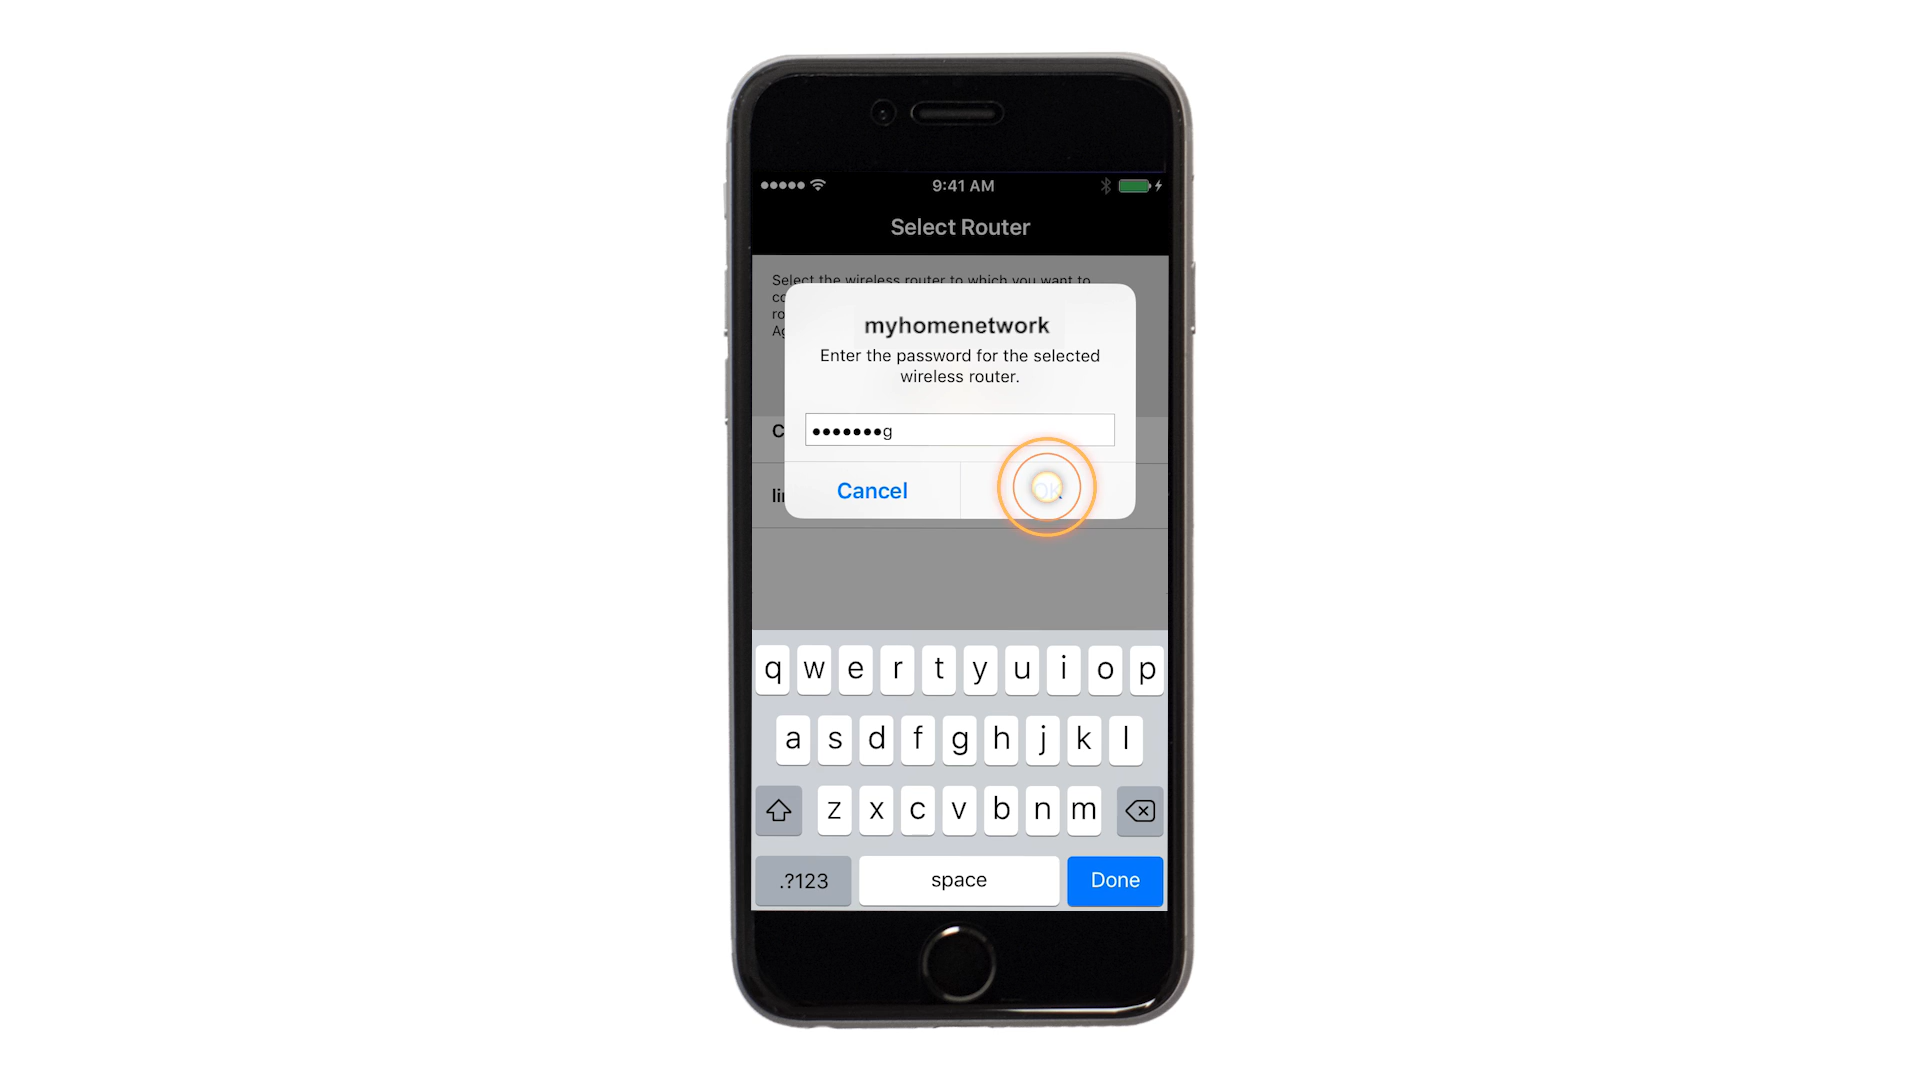 9:41 AM
Select Router
Select the wireless router to which you want to
myhomenetwork
Enter the password for the selected
wireless router.
•••••••g
Cancel
OK
q w e r t y u i o p
a s d f g h j k l
z x c v b n m
.?123 space Done